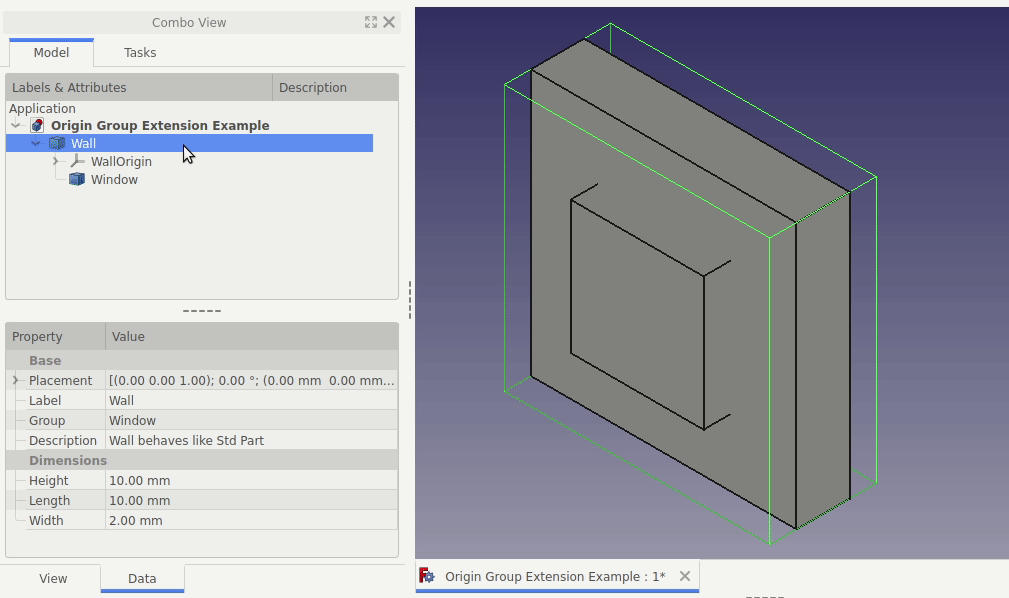 Combo View
Model Tasks
Labels & Attributes Description
Application
Origin Group Extension Example
Wall
WallOrigin
Window
Property Value
Base
Placement [(0.00 0.00 1.00); 0.00 °; (0.00 mm  0.00 mm...
Label Wall
Group Window
Description Wall behaves like Std Part
Dimensions
Height 10.00 mm
Length 10.00 mm
Width 2.00 mm
View Data
Origin Group Extension Example : 1*